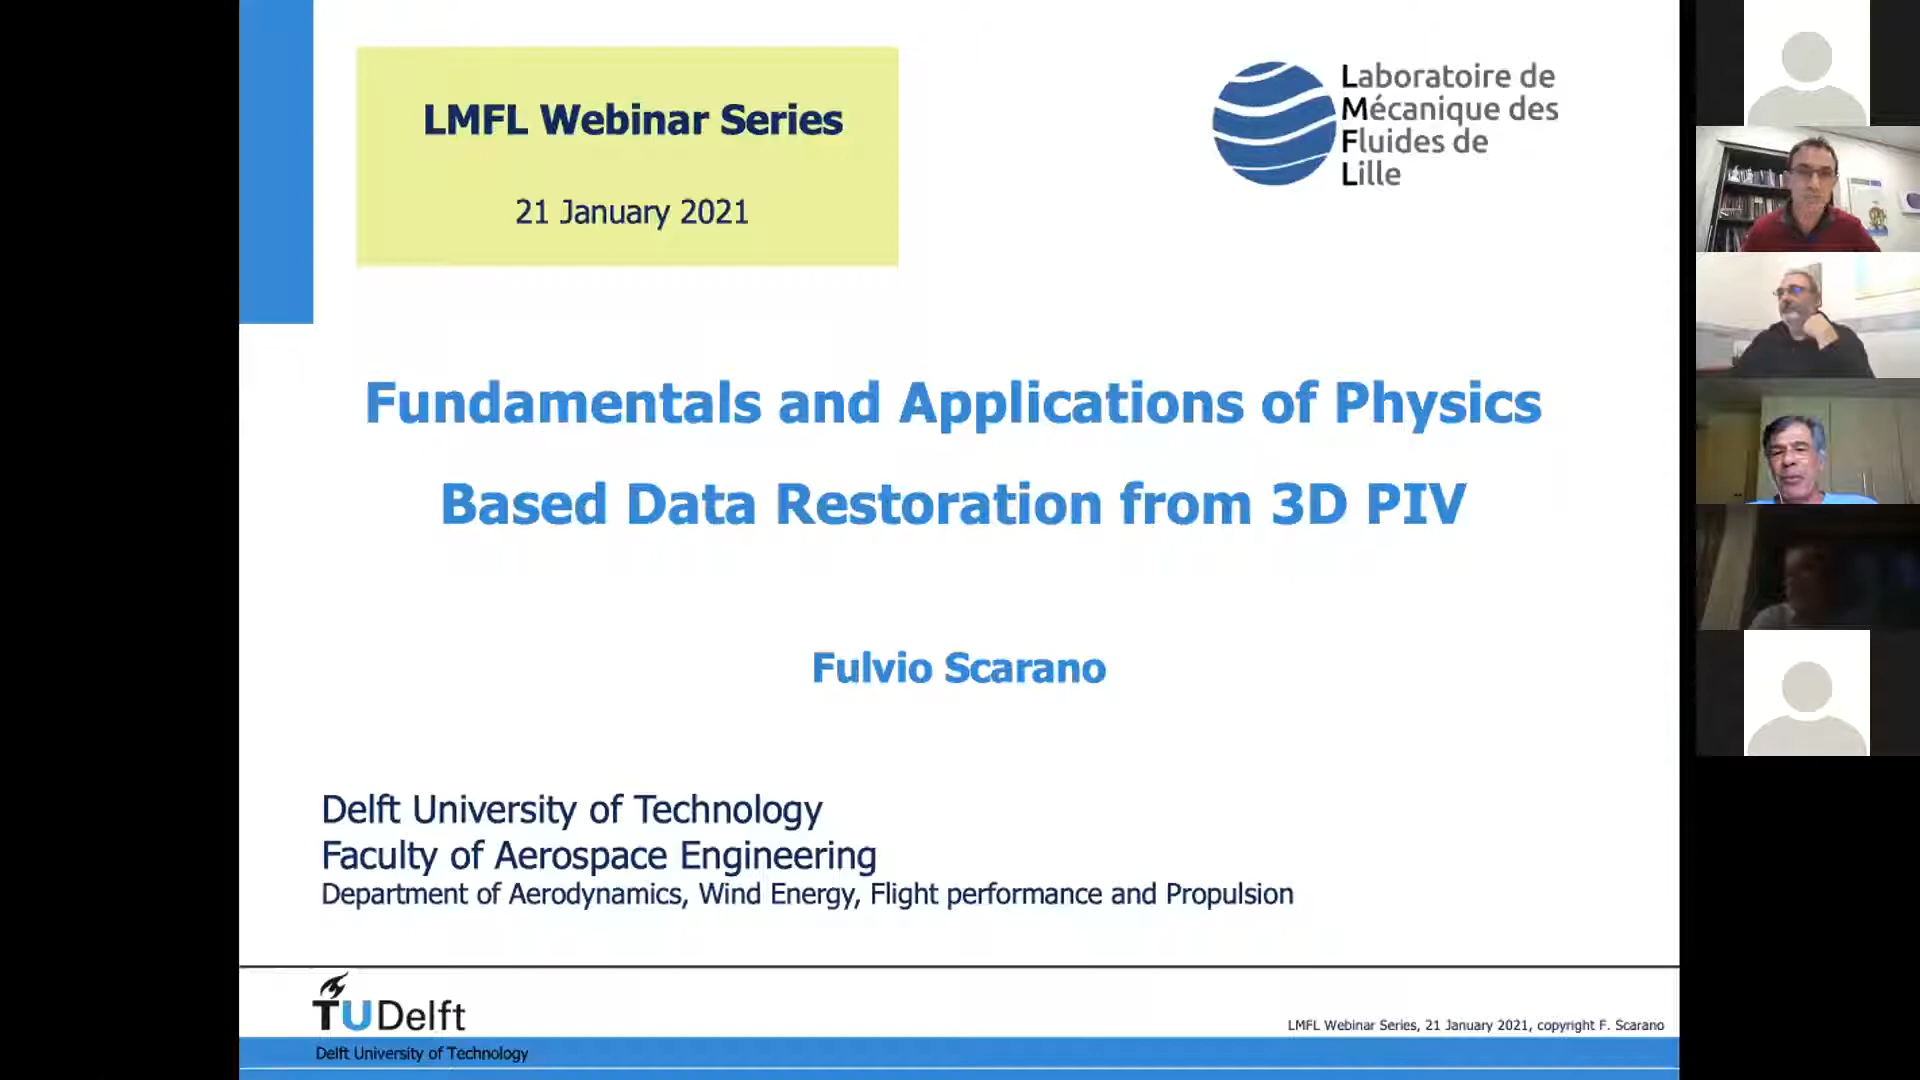 LMFL Webinar Series
21 January 2021
Laboratoire de
Mécanique des
Fluides de
Lille
Fundamentals and Applications of Physics
Based Data Restoration from 3D PIV
Fulvio Scarano
Delft University of Technology
Faculty of Aerospace Engineering
Department of Aerodynamics, Wind Energy, Flight performance and Propulsion
TUDelft
LMFL Webinar Series, 21 January 2021, copyright F. Scarano
Delft University of Technology